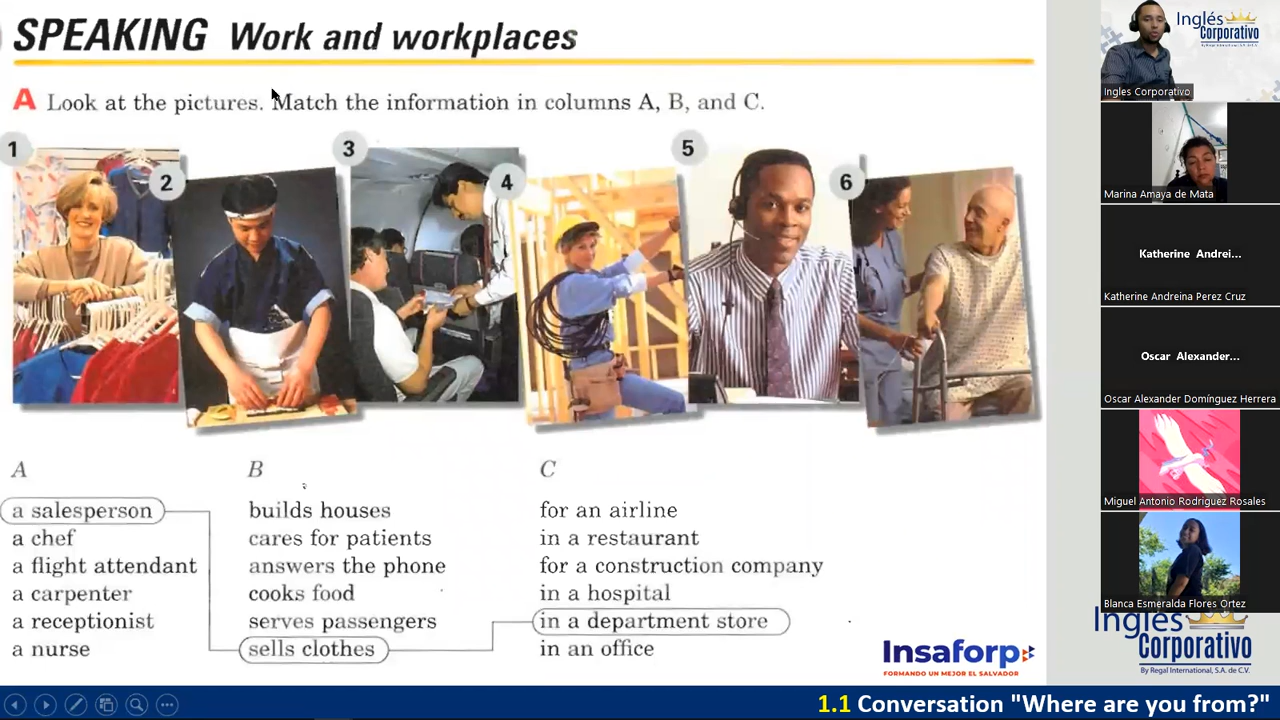 SPEAKING Work and workplaces
A Look at the pictures. Match the information in columns A, B, and C.
1
2
3
4
5
6
A
B
C
a salesperson
builds houses
for an airline
a chef
cares for patients
in a restaurant
a flight attendant
answers the phone
for a construction company
a carpenter
cooks food
in a hospital
a receptionist
serves passengers
in a department store
a nurse
sells clothes
in an office
Insaforp
FORMANDO UN MEJOR EL SALVADOR
1.1 Conversation "Where are you from?"
Inglés
Corporativo
By Regal International, S.A. de C.V.
Ingles Corporativo
Marina Amaya de Mata
Katherine Andrei...
Katherine Andreina Perez Cruz
Oscar Alexander...
Oscar Alexander Domínguez Herrera
Miguel Antonio Rodriguez Rosales
Blanca Esmeralda Flores Ortez
Inglés
Corporativo
By Regal International, S.A. de C.V.